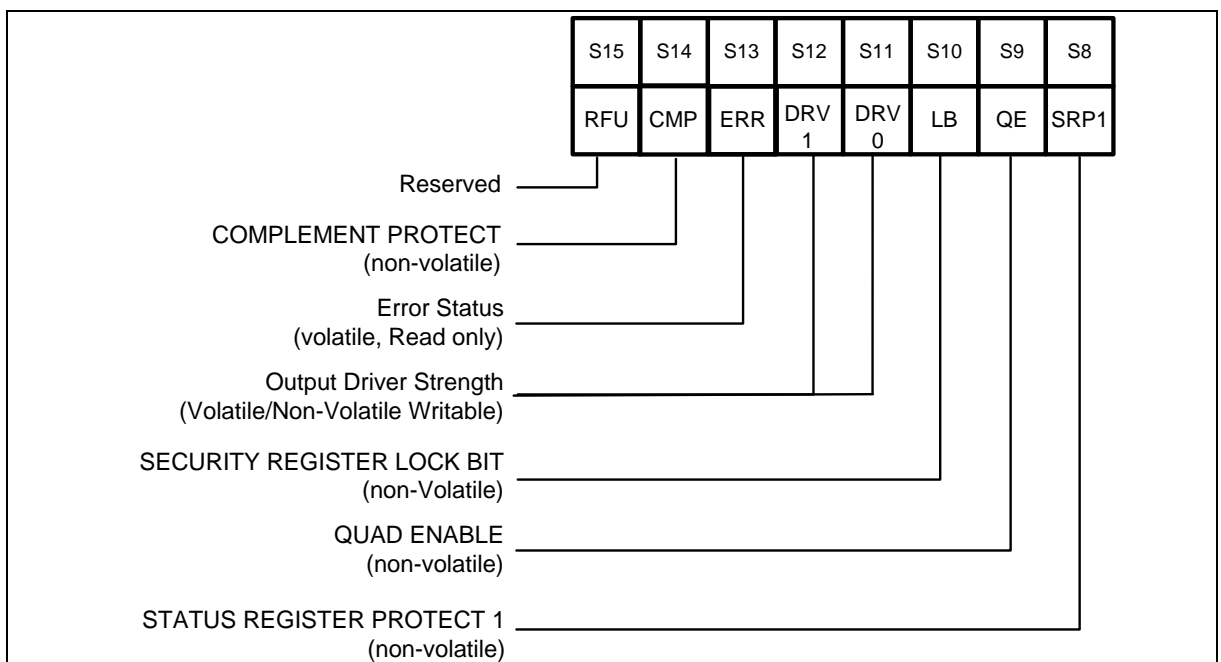 S15 S14 S13 S12 S11 S10 S9 S8
RFU CMP ERR DRV 1 DRV 0 LB QE SRP1
Reserved
COMPLEMENT PROTECT
(non-volatile)
Error Status
(volatile, Read only)
Output Driver Strength
(Volatile/Non-Volatile Writable)
SECURITY REGISTER LOCK BIT
(non-Volatile)
QUAD ENABLE
(non-volatile)
STATUS REGISTER PROTECT 1
(non-volatile)